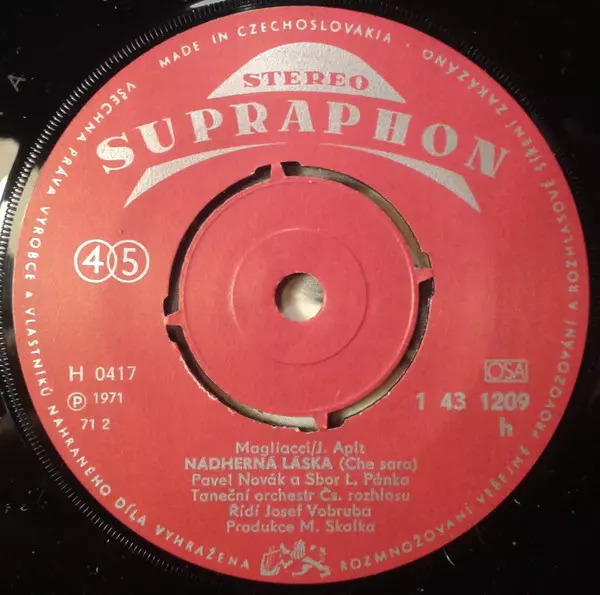 VŠECHNA PRÁVA VÝROBCE A VLASTNÍKŮ NAHRANÉHO DÍLA VYHRAŽENA
MADE IN CZECHOSLOVAKIA · ROZMNOŽOVÁNÍ VEŘEJNÉ PROVOZOVÁNÍ A ROZHLASOVÉ ŠÍŘENÍ ZAKÁZÁNO
STEREO
SUPRAPHON
A
45
H 0417
Ⓟ 1971
71 2
OSA
1 43 1209
h
Magliacci/J. Aplt
NÁDHERNÁ LÁSKA (Che sara)
Pavel Novák a Sbor L. Pánka
Taneční orchestr Čs. rozhlosu
Řídí Josef Vobruba
Produkce M. Skalka